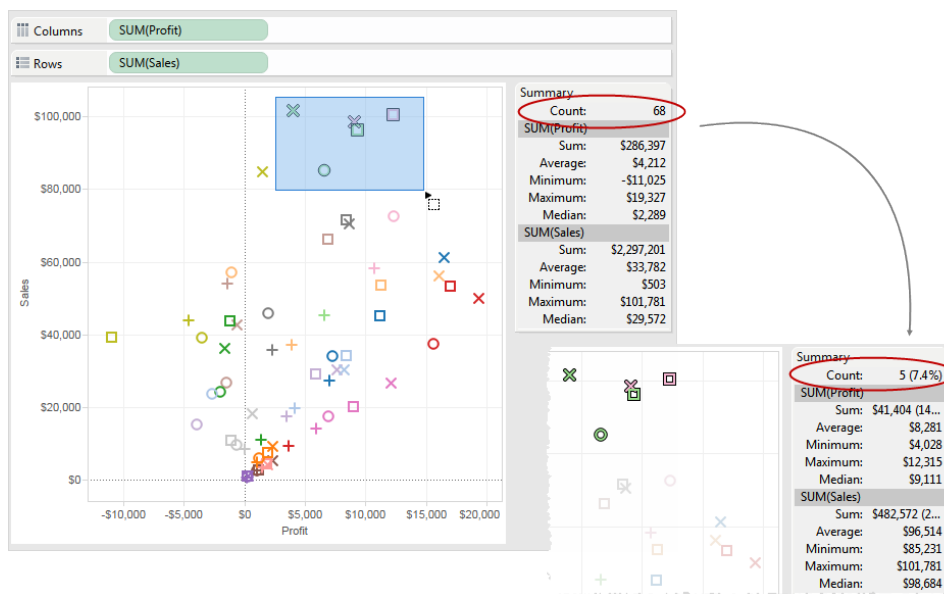 Columns SUM(Profit)
Rows SUM(Sales)
Summary
Count: 68
SUM(Profit)
Sum: $286,397
Average: $4,212
Minimum: -$11,025
Maximum: $19,327
Median: $2,289
SUM(Sales)
Sum: $2,297,201
Average: $33,782
Minimum: $503
Maximum: $101,781
Median: $29,572
$100,000
$80,000
$60,000
$40,000
$20,000
$0
Sales
-$10,000 -$5,000 $0 $5,000 $10,000 $15,000 $20,000
Profit
Summary
Count: 5 (7.4%)
SUM(Profit)
Sum: $41,404 (14...
Average: $8,281
Minimum: $4,028
Maximum: $12,315
Median: $9,111
SUM(Sales)
Sum: $482,572 (2...
Average: $96,514
Minimum: $85,231
Maximum: $101,781
Median: $98,684